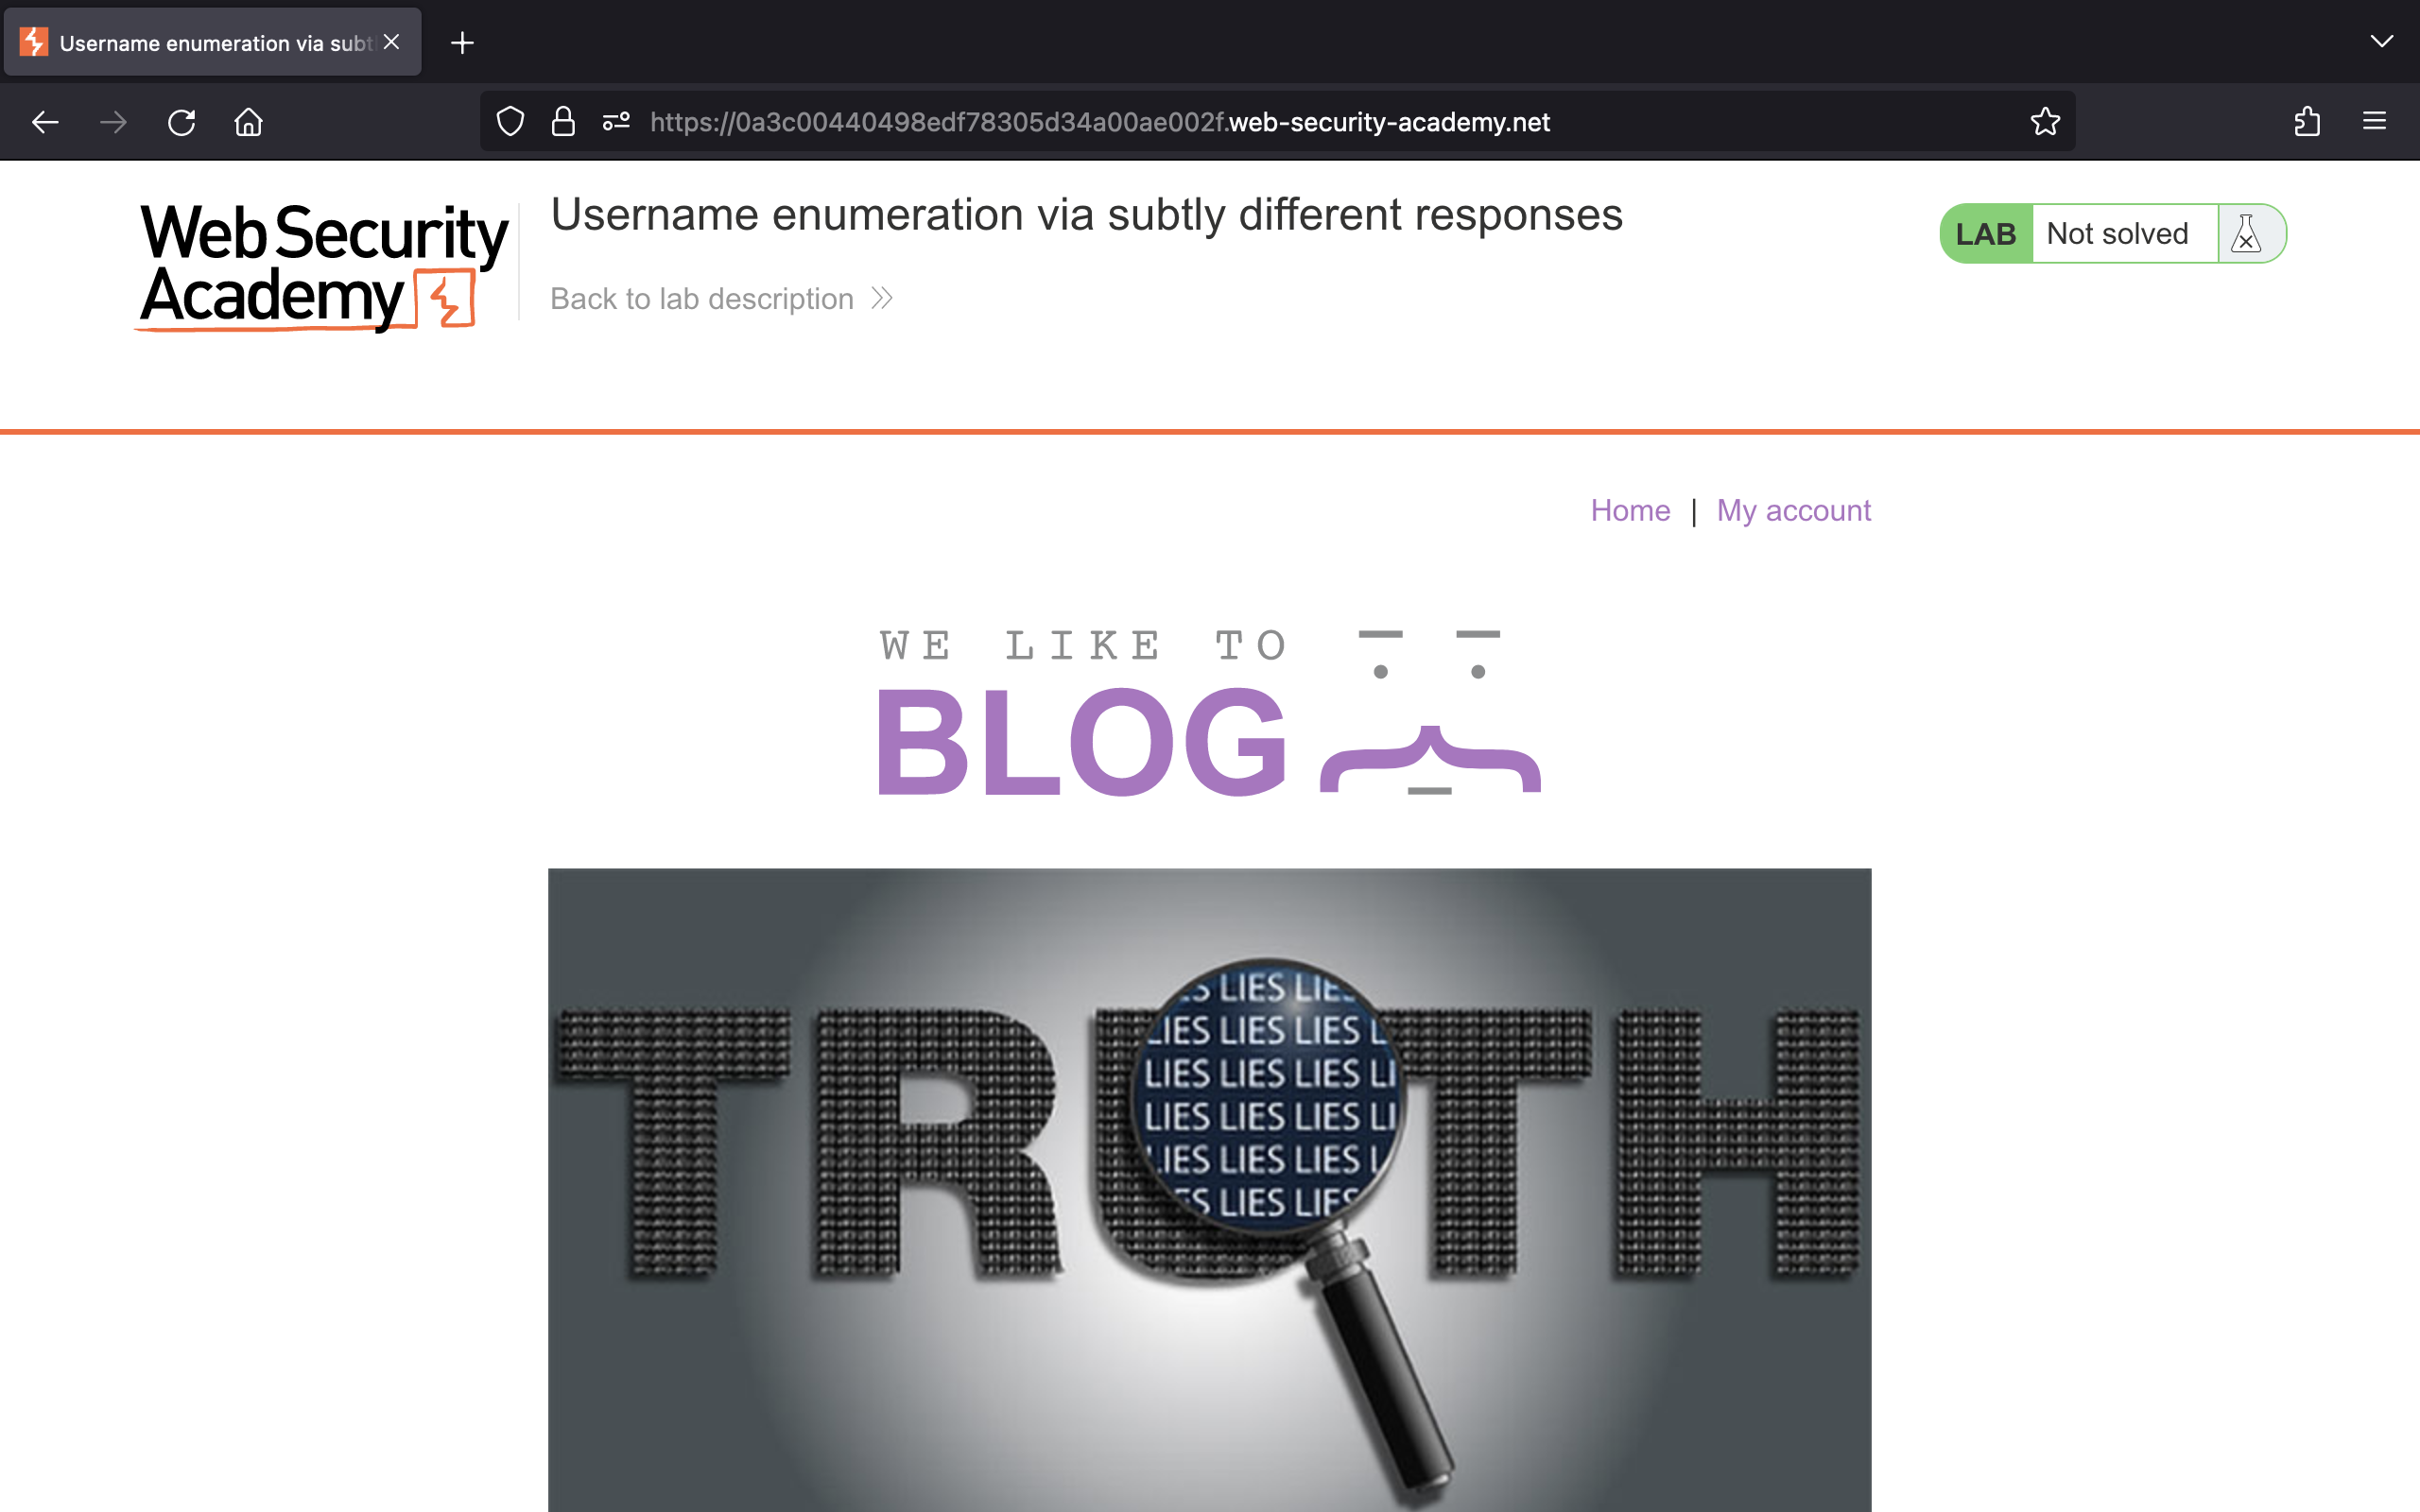 Username enumeration via subt
https://0a3c00440498edf78305d34a00ae002f.web-security-academy.net
Web Security
Academy
Username enumeration via subtly different responses
Back to lab description
LAB Not solved
Home | My account
WE LIKE TO
BLOG
TRUTH
LIES LIES
LIES LIES LIES
LIES LIES LIES LI
LIES LIES LIES LI
LIES LIES LIES
LIES LIES